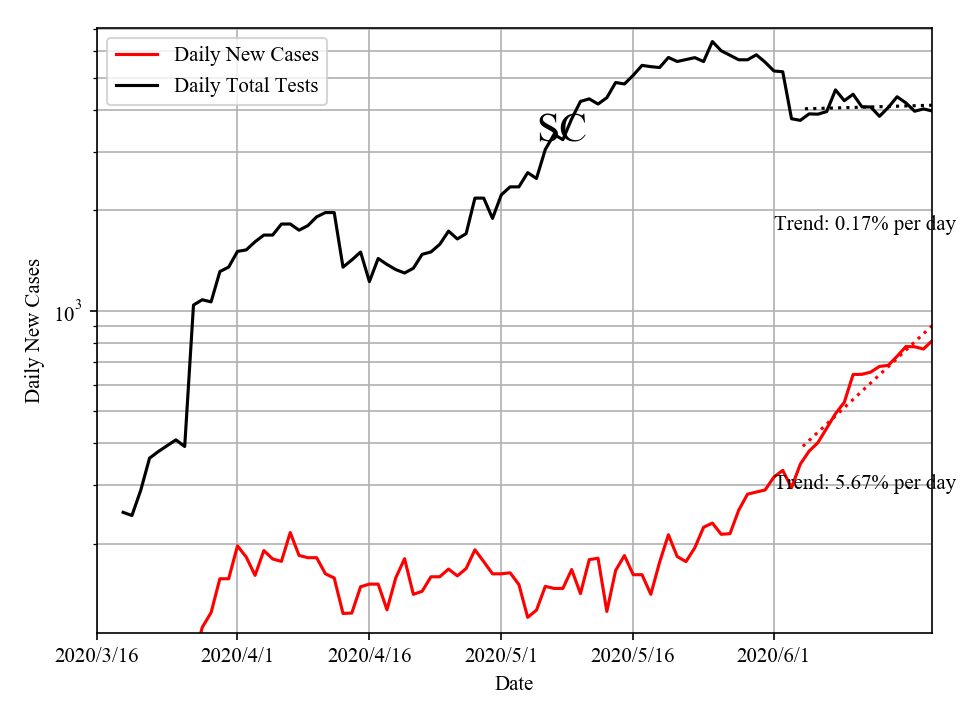 Daily New Cases
Daily Total Tests
SC
Trend: 0.17% per day
Daily New Cases
10^3
Trend: 5.67% per day
2020/3/16 2020/4/1 2020/4/16 2020/5/1 2020/5/16 2020/6/1
Date